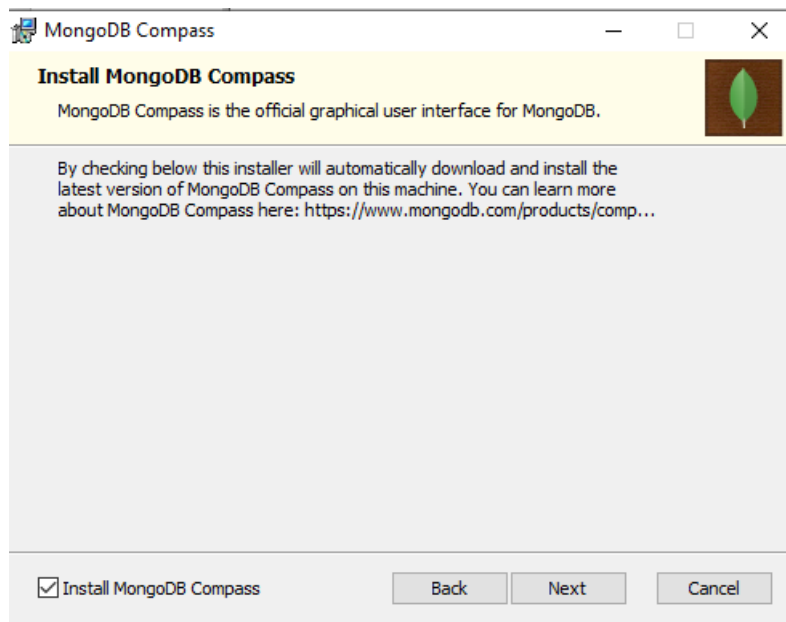 MongoDB Compass
Install MongoDB Compass
MongoDB Compass is the official graphical user interface for MongoDB.
By checking below this installer will automatically download and install the
latest version of MongoDB Compass on this machine. You can learn more
about MongoDB Compass here: https://www.mongodb.com/products/comp...
Install MongoDB Compass Back Next Cancel